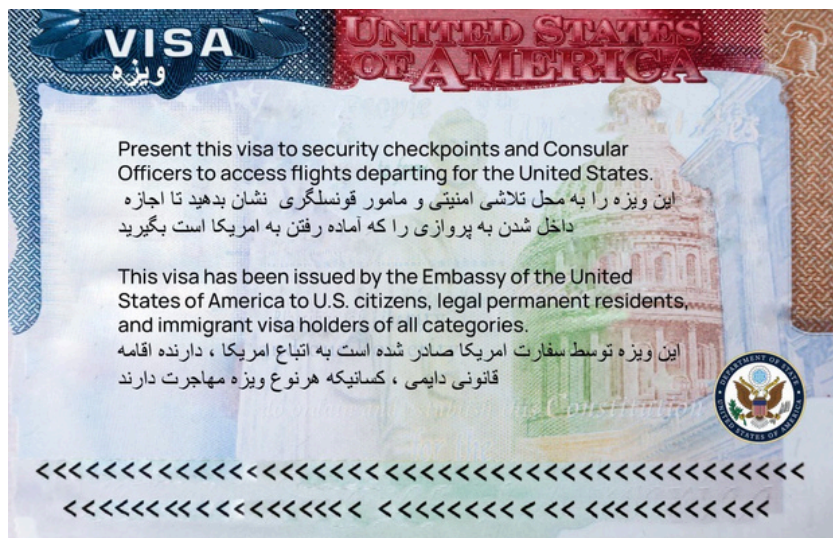 VISA
ویزه
UNITED STATES
OF AMERICA
Present this visa to security checkpoints and Consular
Officers to access flights departing for the United States.
این ویزه را به محل تلاشی امنیتی و مامور قونسلگری نشان بدهید تا اجازه
داخل شدن به پروازی را که آماده رفتن به امریکا است بگیرید
This visa has been issued by the Embassy of the United
States of America to U.S. citizens, legal permanent residents,
and immigrant visa holders of all categories.
این ویزه توسط سفارت امریکا صادر شده است به اتباع امریکا ، دارنده اقامه
قانونی دایمی ، کسانیکه هرنوع ویزه مهاجرت دارند
Constitution
DEPARTMENT OF STATE
UNITED STATES OF AMERICA
<<<<<<<<<<<<<<<<<<<<<<<<<<<<<<<<<<<<<<<<<<<<<
<<<<<<<<<<<<<<<<<< <<<<<<<<< << <<<<<<<<<<<